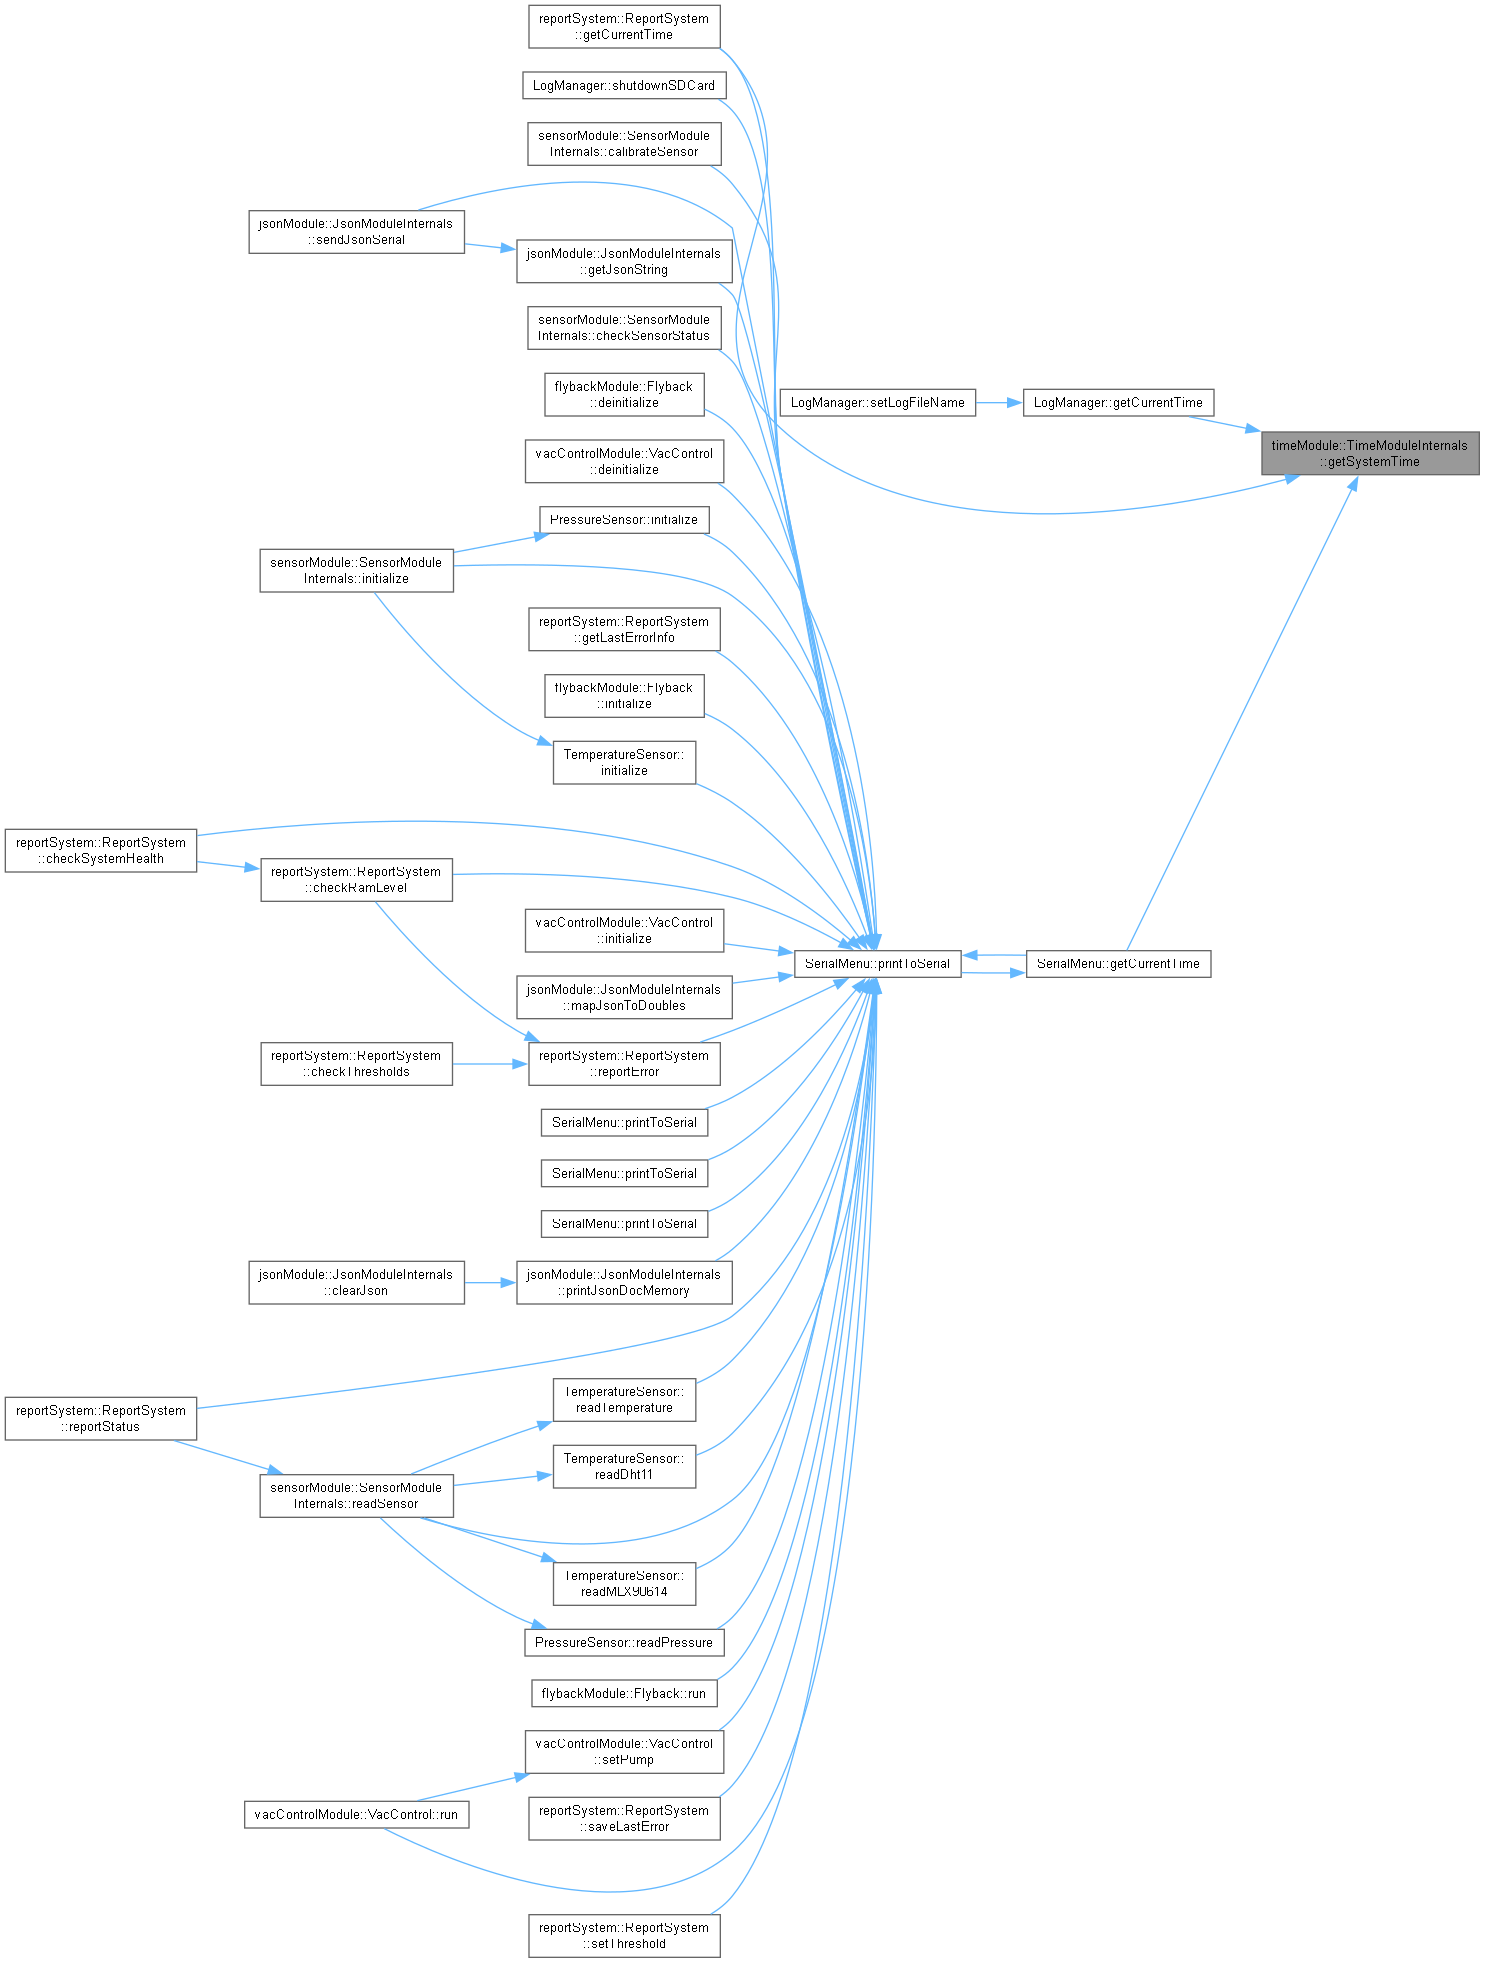 reportSystem::ReportSystem
::getCurrentTime
LogManager::shutdownSDCard
sensorModule::SensorModule
Internals::calibrateSensor
jsonModule::JsonModuleInternals
::sendJsonSerial
jsonModule::JsonModuleInternals
::getJsonString
sensorModule::SensorModule
Internals::checkSensorStatus
flybackModule::Flyback
::deinitialize
LogManager::setLogFileName
LogManager::getCurrentTime
timeModule::TimeModuleInternals
::getSystemTime
vacControlModule::VacControl
::deinitialize
PressureSensor::initialize
sensorModule::SensorModule
Internals::initialize
reportSystem::ReportSystem
::getLastErrorInfo
flybackModule::Flyback
::initialize
TemperatureSensor::
initialize
reportSystem::ReportSystem
::checkSystemHealth
reportSystem::ReportSystem
::checkRamLevel
vacControlModule::VacControl
::initialize
SerialMenu::printToSerial
SerialMenu::getCurrentTime
jsonModule::JsonModuleInternals
::mapJsonToDoubles
reportSystem::ReportSystem
::checkThresholds
reportSystem::ReportSystem
::reportError
SerialMenu::printToSerial
SerialMenu::printToSerial
SerialMenu::printToSerial
jsonModule::JsonModuleInternals
::clearJson
jsonModule::JsonModuleInternals
::printJsonDocMemory
TemperatureSensor::
readTemperature
reportSystem::ReportSystem
::reportStatus
TemperatureSensor::
readDht11
sensorModule::SensorModule
Internals::readSensor
TemperatureSensor::
readMLX90614
PressureSensor::readPressure
flybackModule::Flyback::run
vacControlModule::VacControl
::setPump
vacControlModule::VacControl::run
reportSystem::ReportSystem
::saveLastError
reportSystem::ReportSystem
::setThreshold